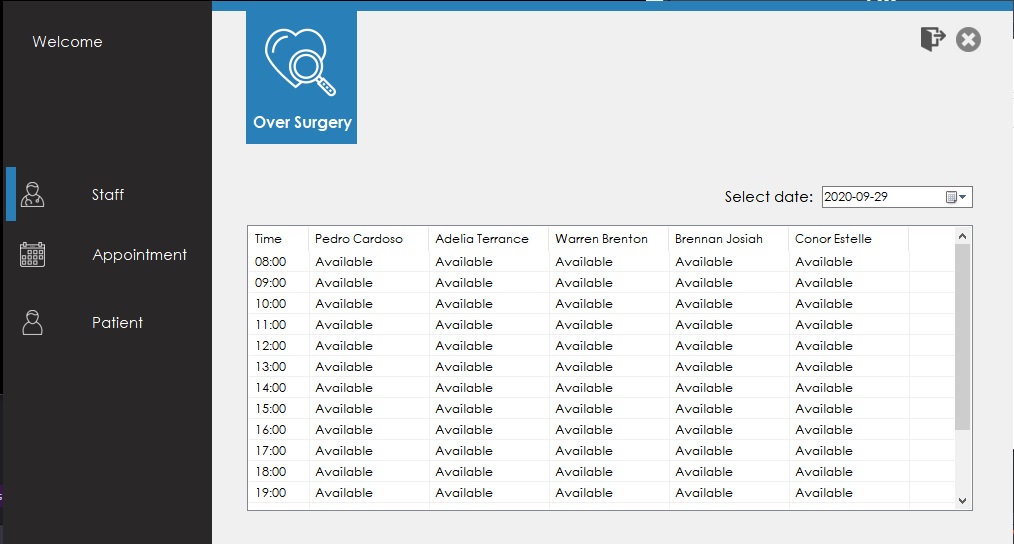 Welcome
Over Surgery
Staff
Appointment
Patient
Select date: 2020-09-29
Time Pedro Cardoso Adelia Terrance Warren Brenton Brennan Josiah Conor Estelle
08:00 Available Available Available Available Available
09:00 Available Available Available Available Available
10:00 Available Available Available Available Available
11:00 Available Available Available Available Available
12:00 Available Available Available Available Available
13:00 Available Available Available Available Available
14:00 Available Available Available Available Available
15:00 Available Available Available Available Available
16:00 Available Available Available Available Available
17:00 Available Available Available Available Available
18:00 Available Available Available Available Available
19:00 Available Available Available Available Available